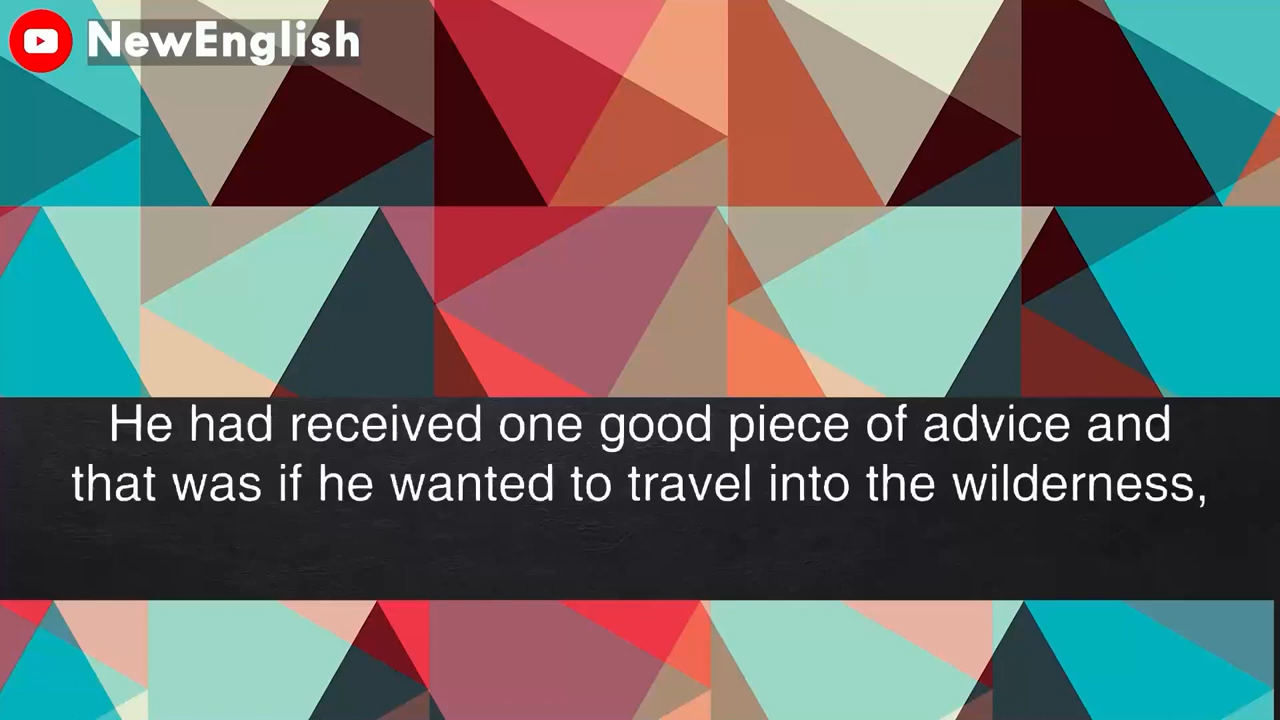 NewEnglish
He had received one good piece of advice and
that was if he wanted to travel into the wilderness,